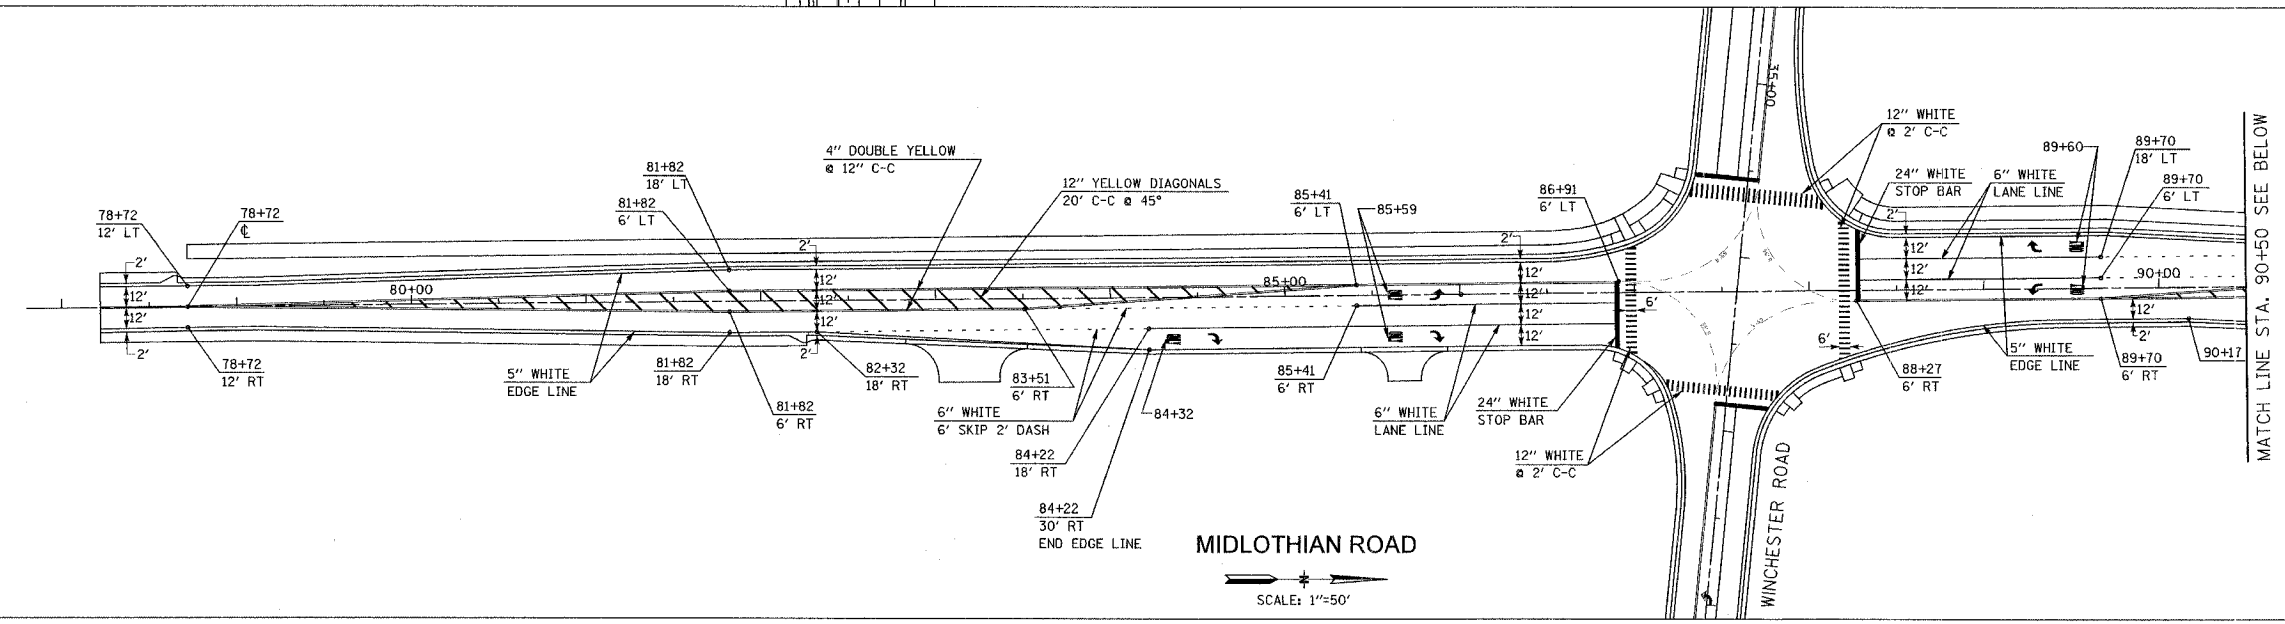 78+72
12' LT
78+72
℄
81+82
18' LT
81+82
6' LT
4" DOUBLE YELLOW
@ 12" C-C
12" YELLOW DIAGONALS
20' C-C @ 45°
85+41
6' LT
85+59
86+91
6' LT
35+00
12" WHITE
@ 2' C-C
24" WHITE
STOP BAR
6" WHITE
LANE LINE
89+60
89+70
18' LT
89+70
6' LT
MATCH LINE STA. 90+50 SEE BELOW
2'
12'
12'
2'
80+00
2'
12'
12'
12'
2'
85+00
2'
12'
12'
12'
12'
6'
6'
2'
12'
12'
12'
90+00
12'
2'
78+72
12' RT
5" WHITE
EDGE LINE
81+82
18' RT
81+82
6' RT
82+32
18' RT
83+51
6' RT
6" WHITE
6' SKIP 2' DASH
84+22
18' RT
84+32
84+22
30' RT
END EDGE LINE
85+41
6' RT
6" WHITE
LANE LINE
24" WHITE
STOP BAR
12" WHITE
@ 2' C-C
88+27
6' RT
5" WHITE
EDGE LINE
89+70
6' RT
90+17
WINCHESTER ROAD
MIDLOTHIAN ROAD
N
SCALE: 1"=50'